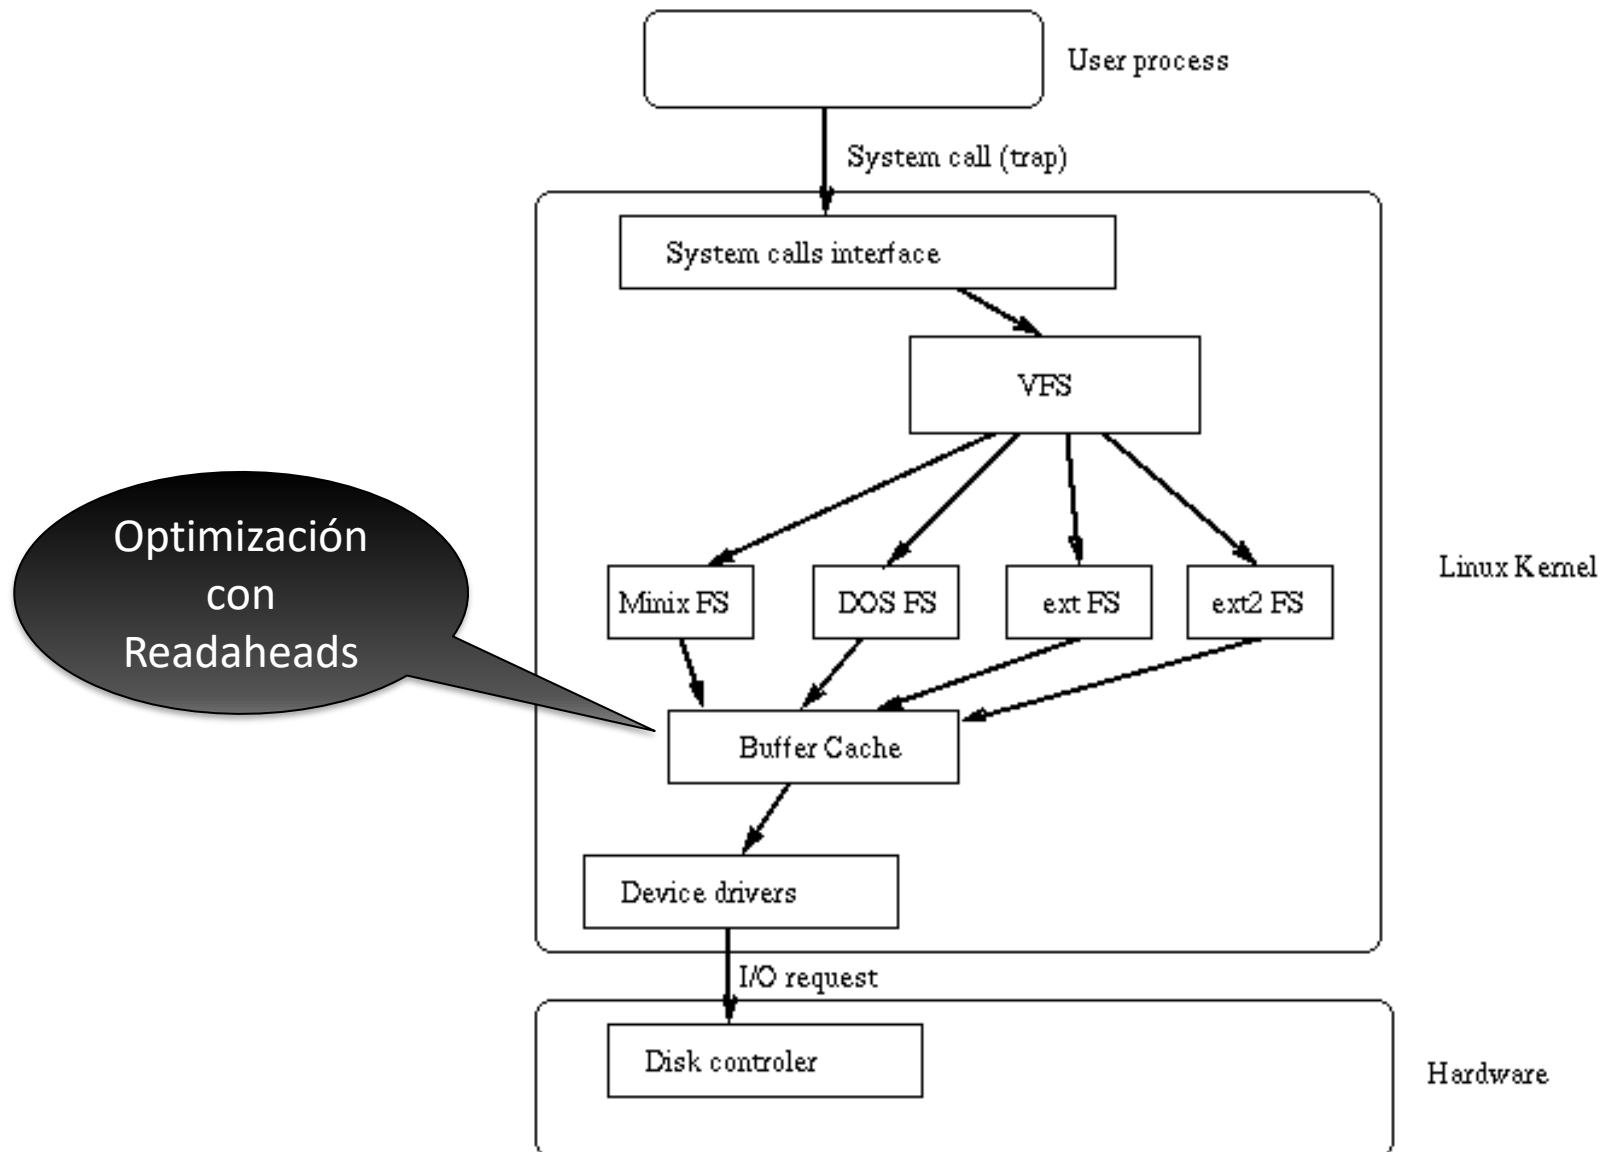 User process
System call (trap)
System calls interface
VFS
Optimización
con
Readaheads
Linux Kernel
Minix FS
DOS FS
ext FS
ext2 FS
Buffer Cache
Device drivers
I/O request
Disk controler
Hardware